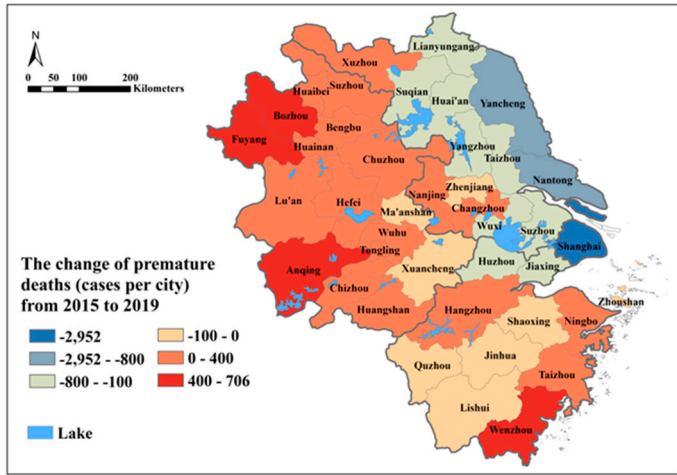 N
0 50 100 200
Kilometers
Lianyungang
Xuzhou
Suzhou
Huaibei
Suqian
Huai'an
Yancheng
Bozhou
Fuyang
Bengbu
Huainan
Yangzhou
Taizhou
Chuzhou
Nantong
Lu'an
Hefei
Nanjing
Zhenjiang
Ma'anshan
Changzhou
Wuxi
Suzhou
Shanghai
Wuhu
Tongling
Anqing
Xuancheng
Huzhou
Jiaxing
Chizhou
Huangshan
Hangzhou
Zhoushan
Shaoxing
Ningbo
Quzhou
Jinhua
Taizhou
Lishui
Wenzhou
The change of premature
deaths (cases per city)
from 2015 to 2019
-2,952
-100 - 0
-2,952 - -800
0 - 400
-800 - -100
400 - 706
Lake